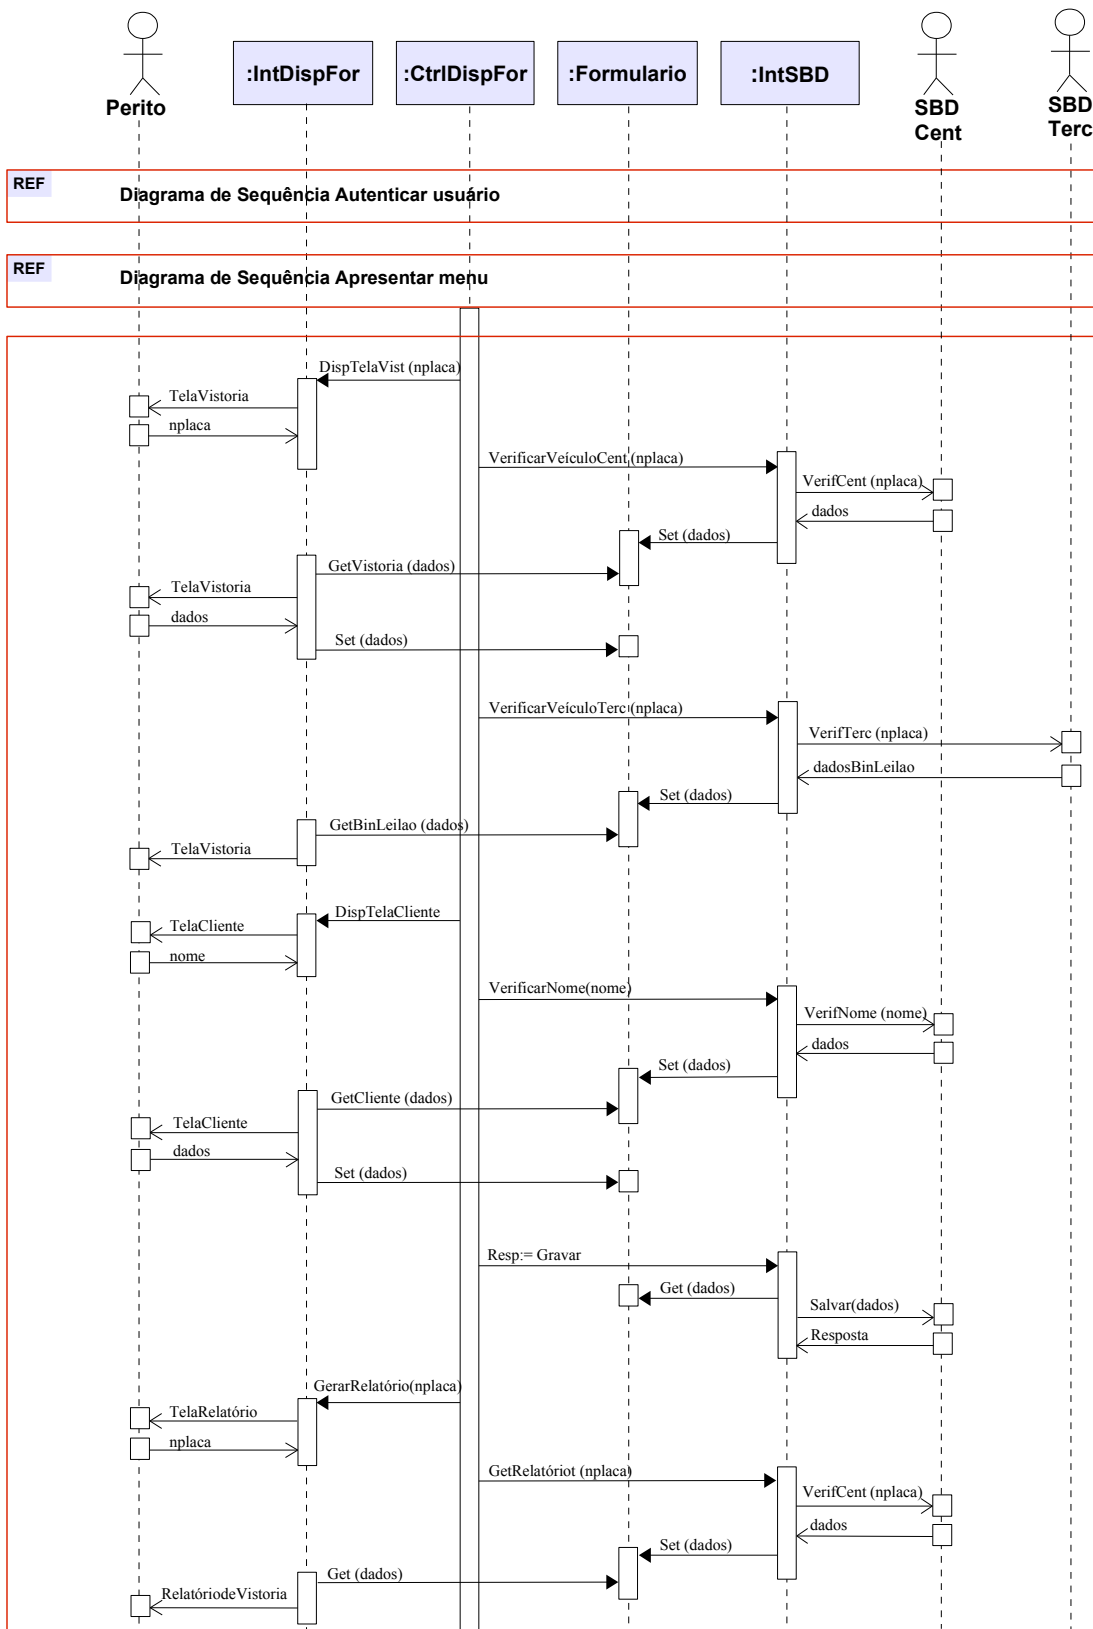 :IntDispFor
:CtrlDispFor
:Formulario
:IntSBD
Perito
SBD
Cent
SBD
Terc
REF
Diagrama de Sequência Autenticar usuário
REF
Diagrama de Sequência Apresentar menu
DispTelaVist (nplaca)
TelaVistoria
nplaca
VerificarVeículoCent (nplaca)
VerifCent (nplaca)
dados
Set (dados)
GetVistoria (dados)
TelaVistoria
dados
Set (dados)
VerificarVeículoTerc (nplaca)
VerifTerc (nplaca)
dadosBinLeilao
Set (dados)
GetBinLeilao (dados)
TelaVistoria
DispTelaCliente
TelaCliente
nome
VerificarNome(nome)
VerifNome (nome)
dados
Set (dados)
GetCliente (dados)
TelaCliente
dados
Set (dados)
Resp:= Gravar
Get (dados)
Salvar(dados)
Resposta
GerarRelatório(nplaca)
TelaRelatório
nplaca
GetRelatóriot (nplaca)
VerifCent (nplaca)
dados
Set (dados)
Get (dados)
RelatóriodeVistoria